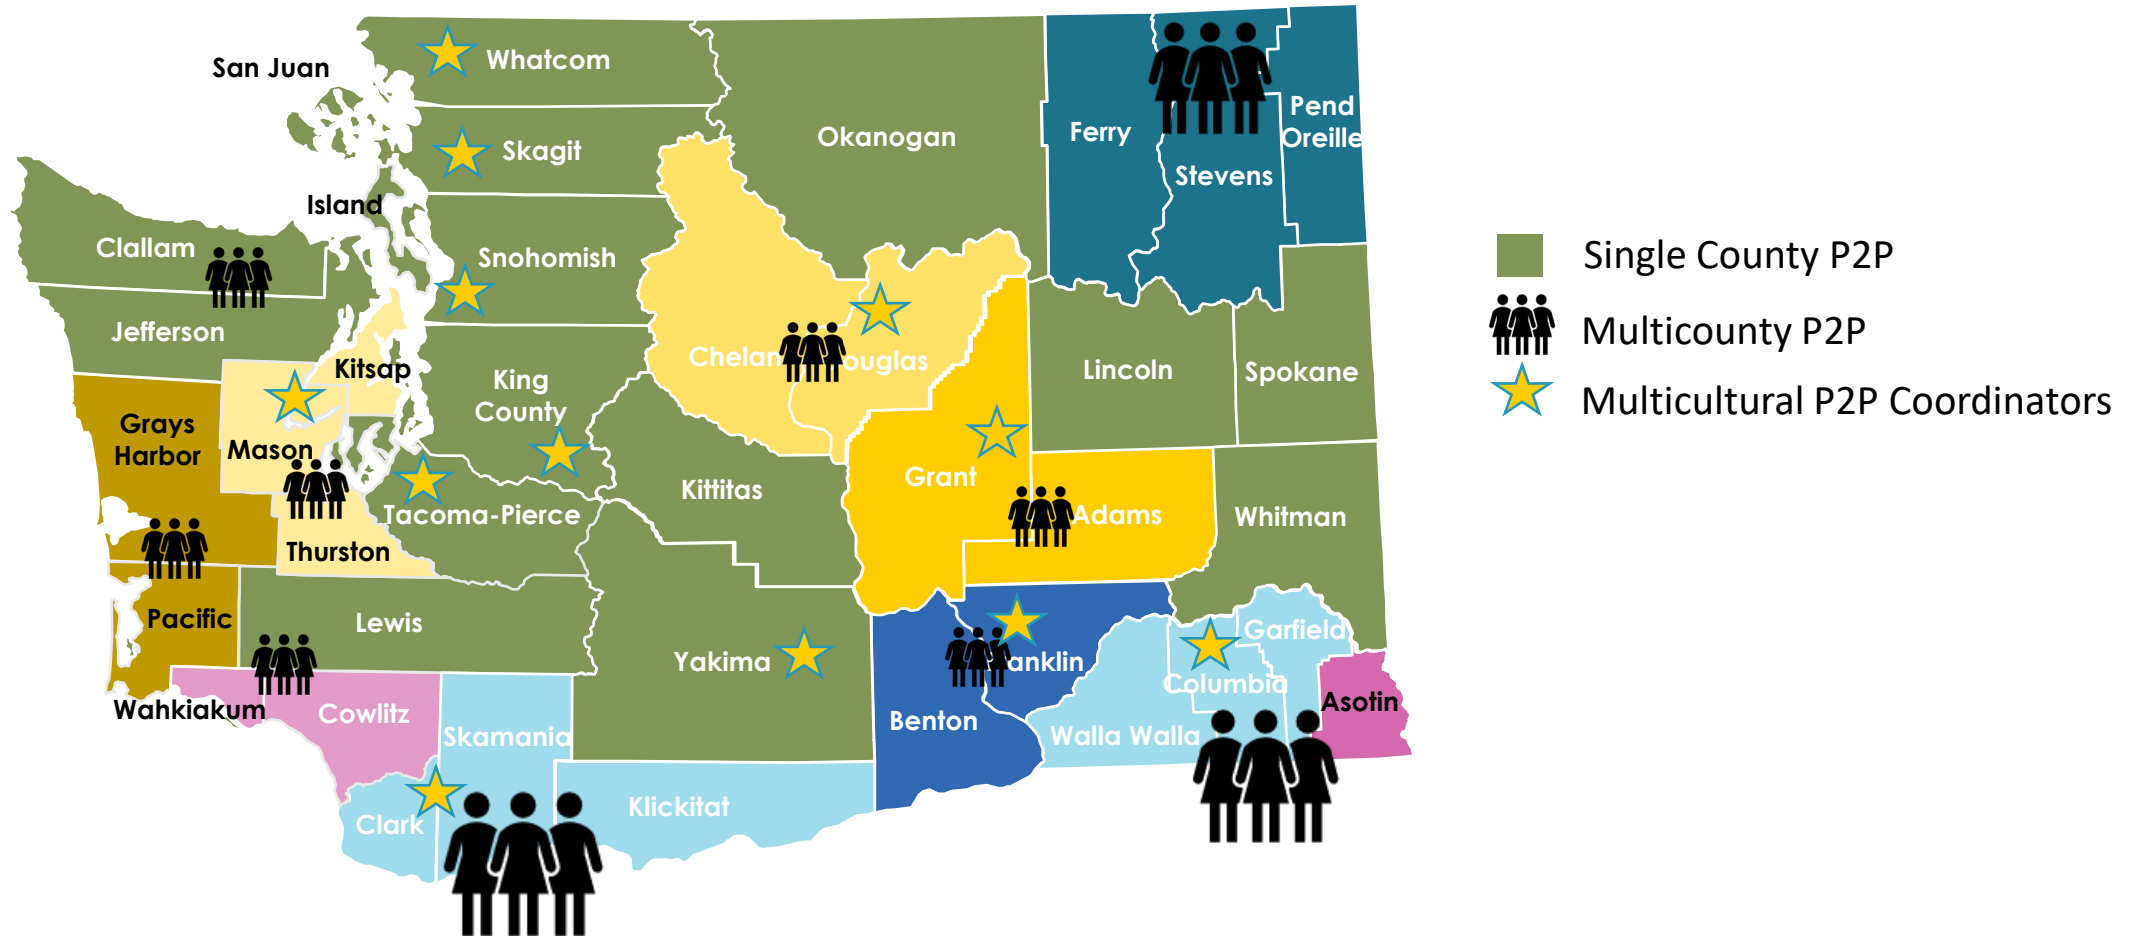 San Juan
Whatcom
Skagit
Okanogan
Ferry
Pend
Oreille
Stevens
Island
Clallam
Snohomish
Jefferson
Kitsap
King
County
Chelan
ouglas
Lincoln
Spokane
Grays
Harbor
Mason
Grant
Kittitas
Tacoma-Pierce
Adams
Whitman
Thurston
Pacific
Lewis
Yakima
anklin
Garfield
Columbia
Wahkiakum
Cowlitz
Skamania
Benton
Walla Walla
Asotin
Clark
Klickitat
Single County P2P
Multicounty P2P
Multicultural P2P Coordinators